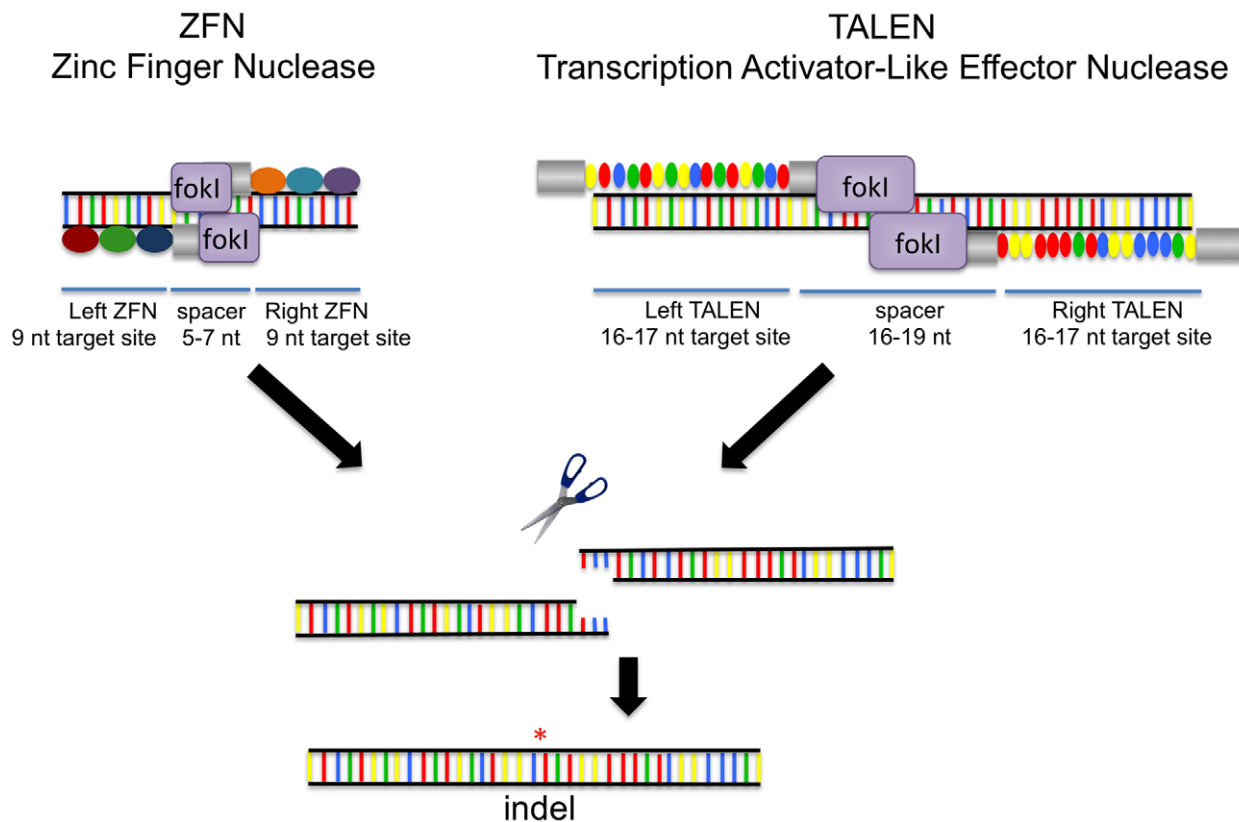 ZFN
Zinc Finger Nuclease
TALEN
Transcription Activator-Like Effector Nuclease
fokI
fokI
fokI
fokI
Left ZFN
9 nt target site
spacer
5-7 nt
Right ZFN
9 nt target site
Left TALEN
16-17 nt target site
spacer
16-19 nt
Right TALEN
16-17 nt target site
*
indel